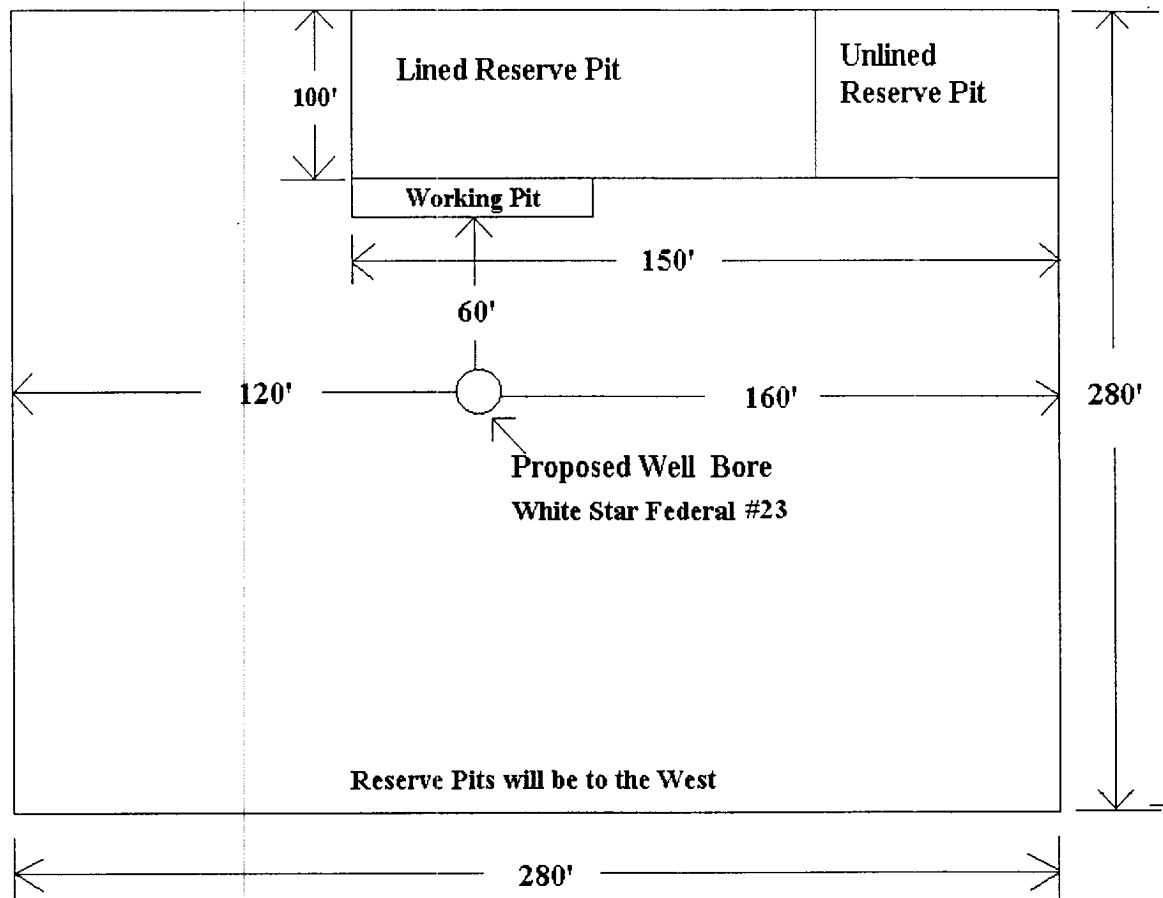 Lined Reserve Pit
Unlined
Reserve Pit
100'
Working Pit
150'
60'
120'
160'
280'
Proposed Well Bore
White Star Federal #23
Reserve Pits will be to the West
280'